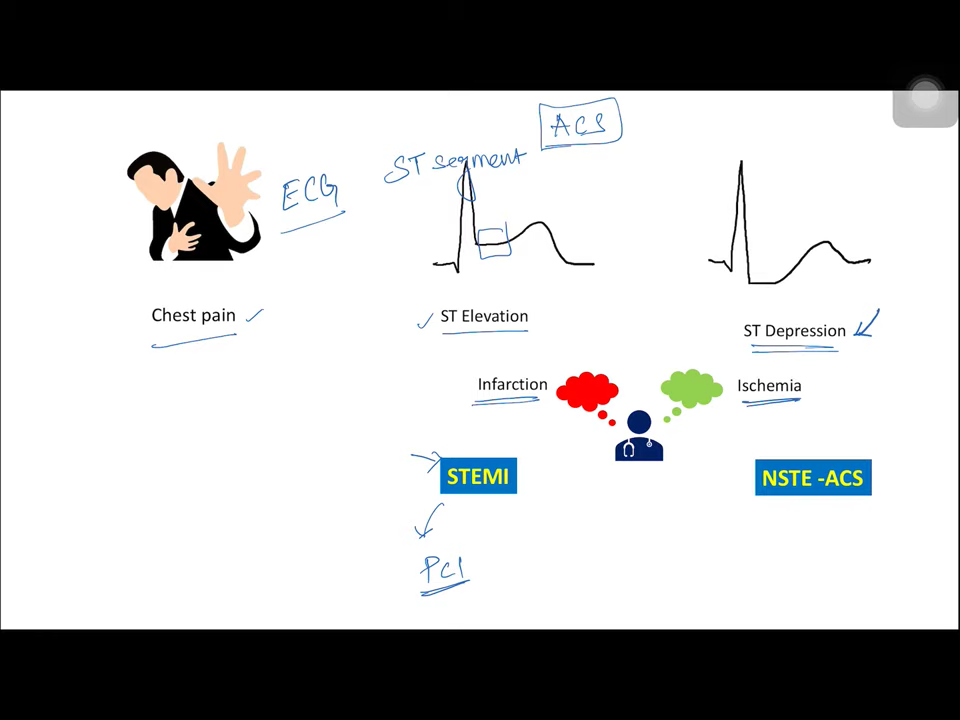 ACS
ST segment
ECG
Chest pain
ST Elevation
ST Depression
Infarction
Ischemia
STEMI
NSTE -ACS
PCI